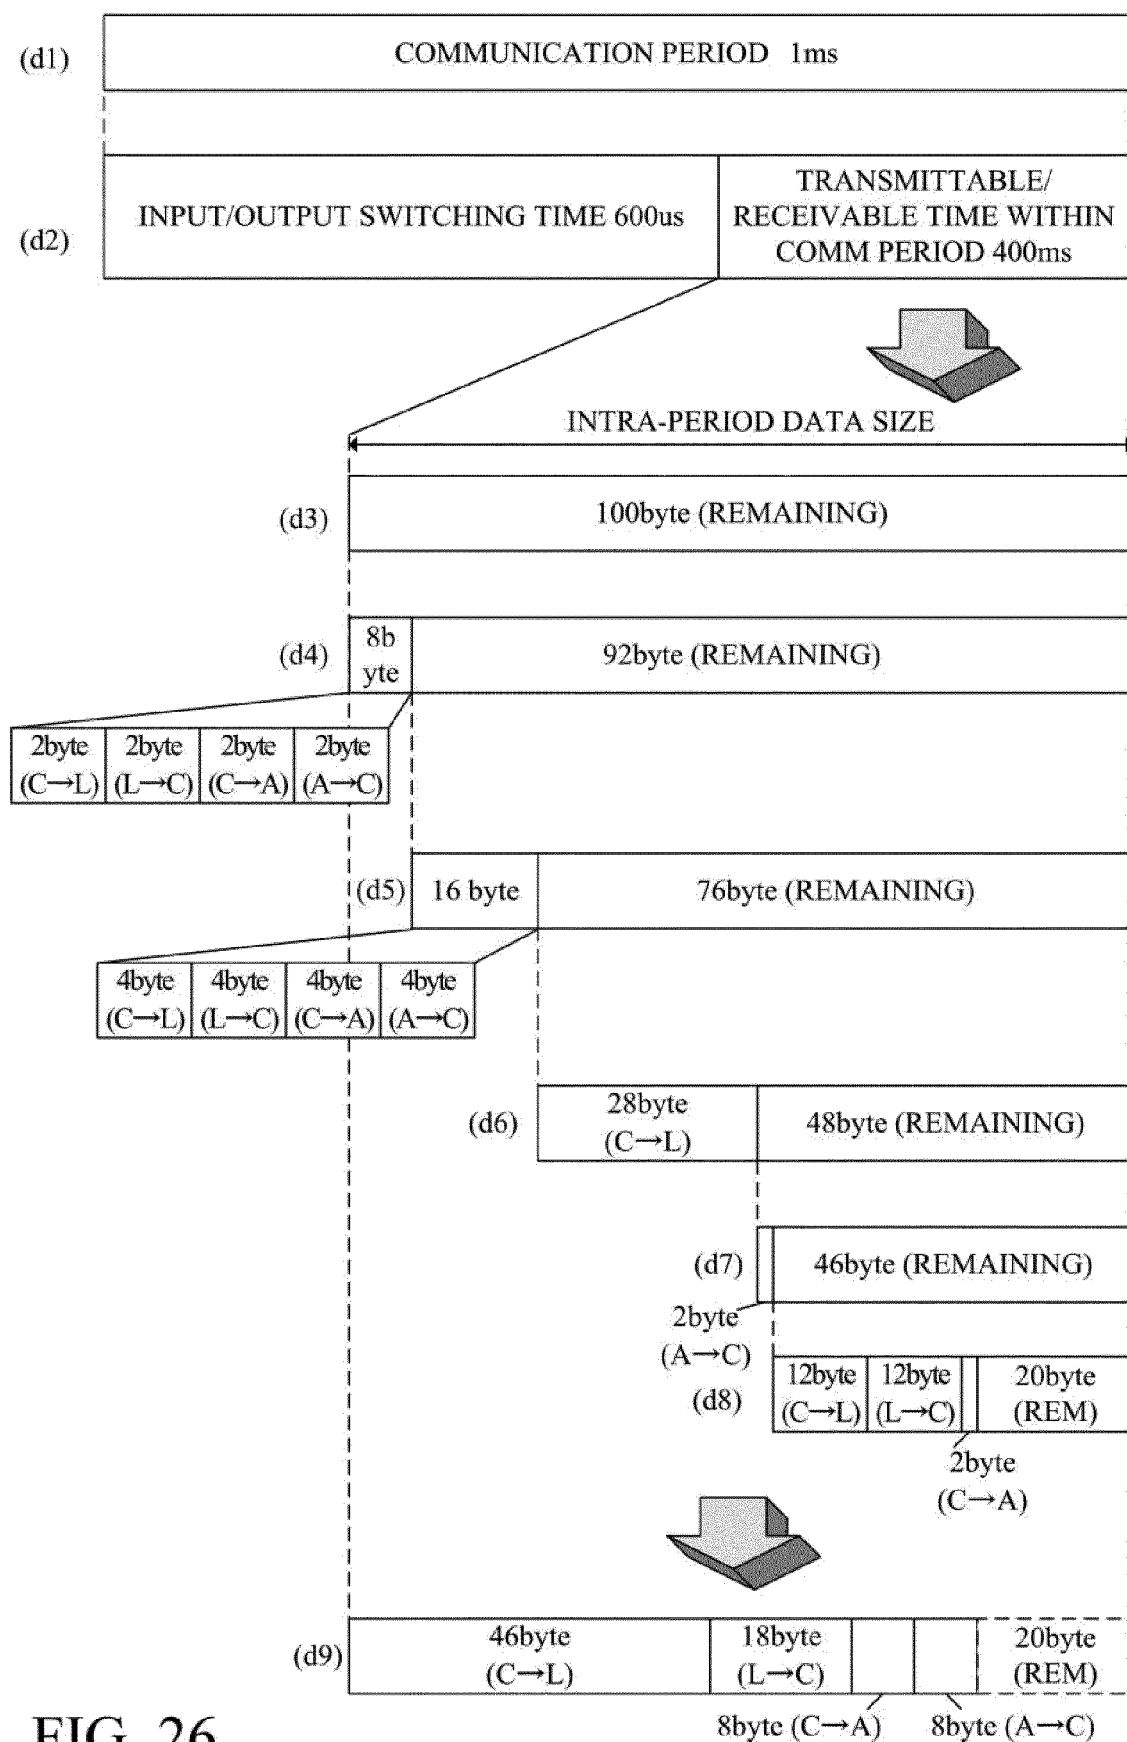 (d1)
COMMUNICATION PERIOD 1ms
(d2)
INPUT/OUTPUT SWITCHING TIME 600us
TRANSMITTABLE/
RECEIVABLE TIME WITHIN
COMM PERIOD 400ms
INTRA-PERIOD DATA SIZE
(d3)
100byte (REMAINING)
(d4)
8b
yte
92byte (REMAINING)
2byte
(C→L)
2byte
(L→C)
2byte
(C→A)
2byte
(A→C)
(d5)
16 byte
76byte (REMAINING)
4byte
(C→L)
4byte
(L→C)
4byte
(C→A)
4byte
(A→C)
(d6)
28byte
(C→L)
48byte (REMAINING)
(d7)
46byte (REMAINING)
2byte
(A→C)
(d8)
12byte
(C→L)
12byte
(L→C)
20byte
(REM)
2byte
(C→A)
(d9)
46byte
(C→L)
18byte
(L→C)
20byte
(REM)
8byte (C→A)
8byte (A→C)
FIG. 26